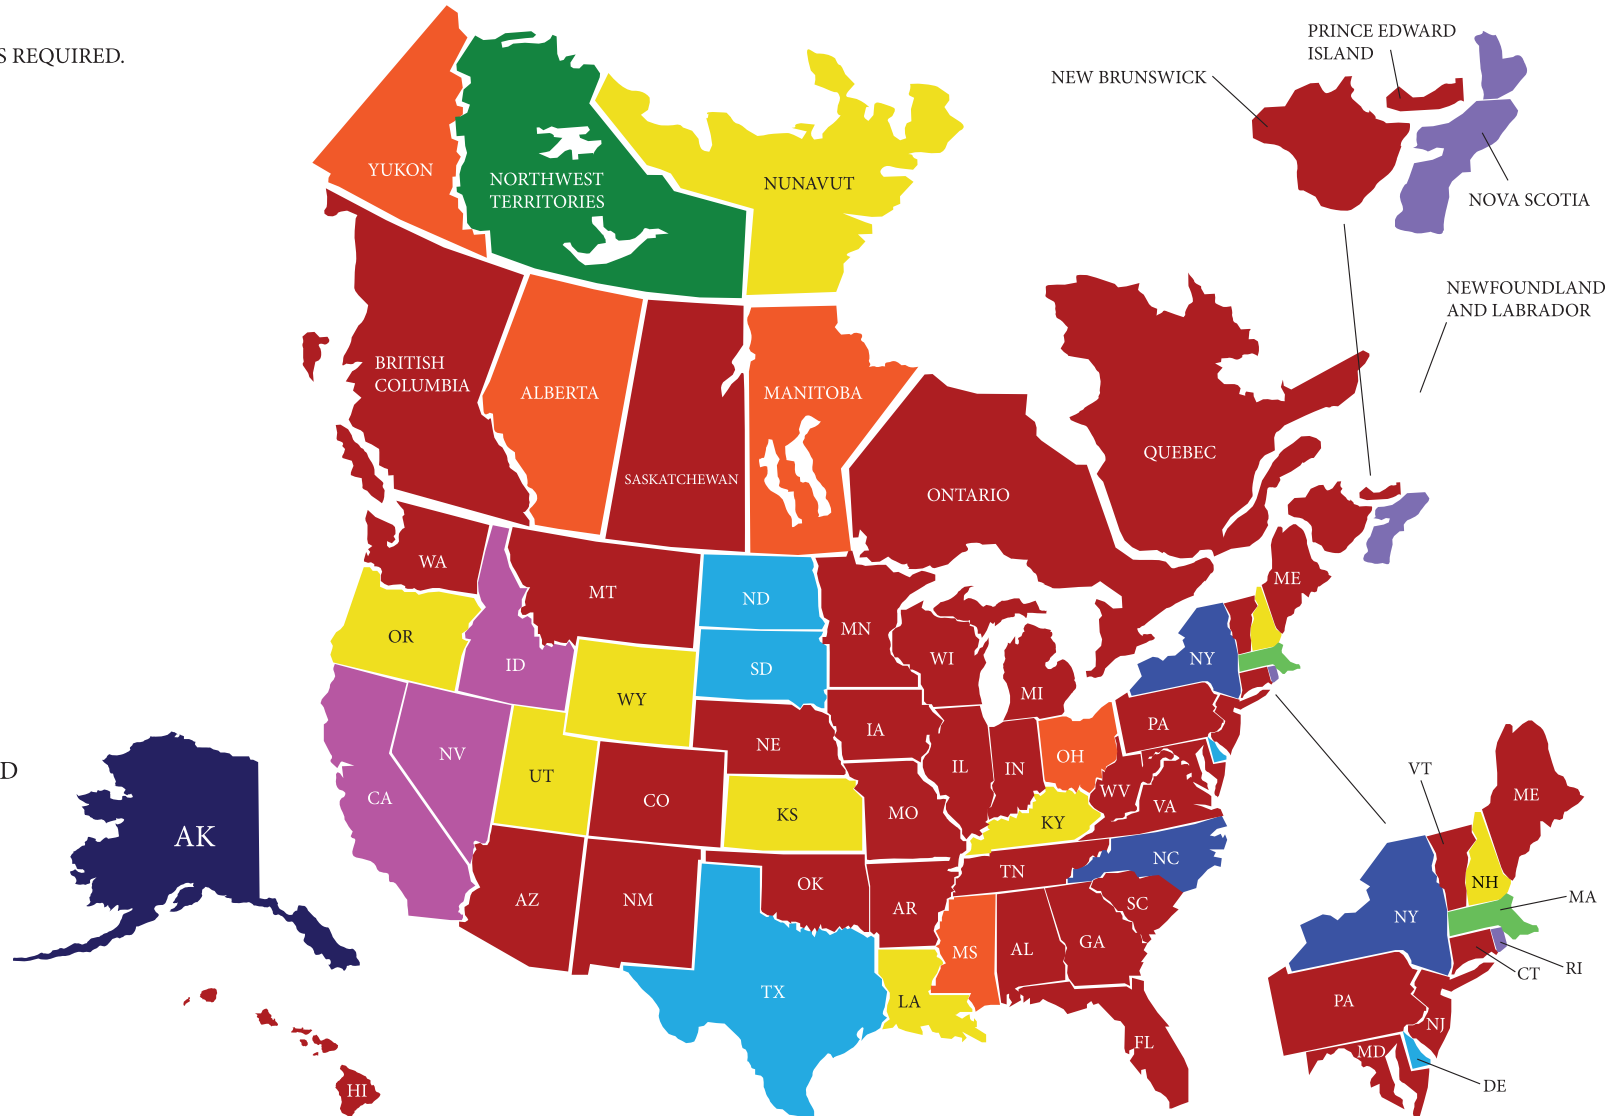 S REQUIRED.
PRINCE EDWARD
ISLAND
NEW BRUNSWICK
NOVA SCOTIA
NEWFOUNDLAND
AND LABRADOR
YUKON
NORTHWEST
TERRITORIES
NUNAVUT
BRITISH
COLUMBIA
ALBERTA
SASKATCHEWAN
MANITOBA
ONTARIO
QUEBEC
WA
MT
ND
MN
ME
OR
ID
SD
WI
MI
NY
WY
NE
IA
PA
NV
UT
CO
KS
MO
IL
IN
OH
WV
VA
KY
CA
D
AK
AZ
NM
OK
AR
TN
NC
SC
MS
AL
GA
TX
LA
FL
HI
VT
ME
NH
MA
NY
RI
CT
PA
NJ
MD
DE